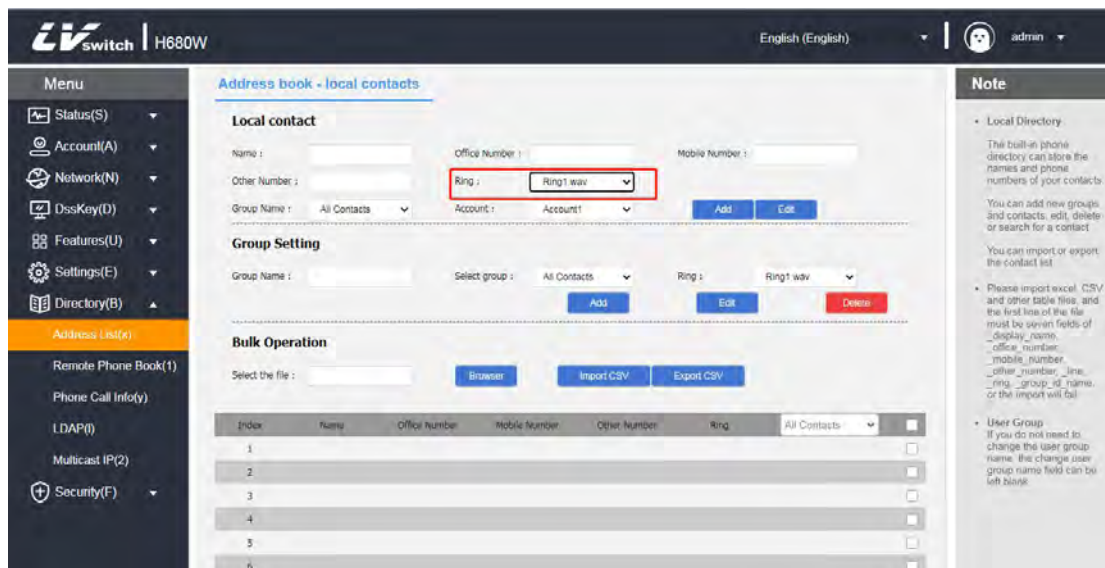 LV switch | H680W
English (English)
admin
Menu
Status(S)
Account(A)
Network(N)
DssKey(D)
Features(U)
Settings(E)
Directory(B)
Address List(x)
Remote Phone Book(1)
Phone Call Info(y)
LDAP(l)
Multicast IP(2)
Security(F)
Address book - local contacts
Local contact
Name :
Office Number :
Mobile Number :
Other Number :
Ring : Ring1.wav
Group Name : All Contacts
Account : Account1
Add
Edit
Group Setting
Group Name :
Select group : All Contacts
Ring : Ring1.wav
Add
Edit
Delete
Bulk Operation
Select the file :
Browser
Import CSV
Export CSV
Index Name Office Number Mobile Number Other Number Ring All Contacts
1
2
3
4
5
6
Note
Local Directory
The built-in phone
directory can store the
names and phone
numbers of your contacts
You can add new groups
and contacts, edit, delete
or search for a contact
You can import or export
the contact list
Please import excel, CSV
and other table files, and
the first line of the file
must be seven fields of
_display_name,
_office_number,
_mobile_number,
_other_number, _line,
_ring, _group_id_name,
or the import will fail
User Group
If you do not need to
change the user group
name, the change user
group name field can be
left blank